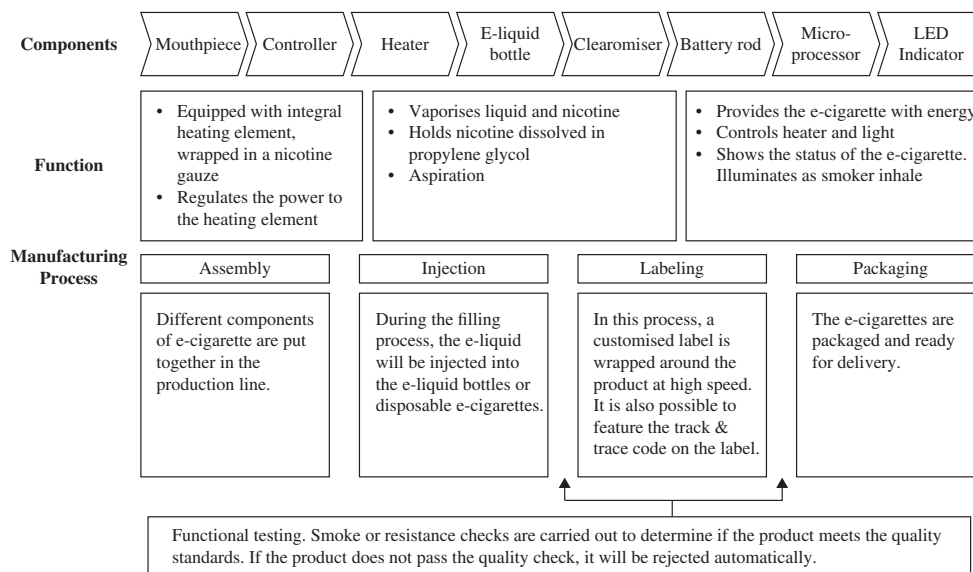 Components
Mouthpiece
Controller
Heater
E-liquid
bottle
Clearomiser
Battery rod
Micro-
processor
LED
Indicator
Function
• Equipped with integral
heating element,
wrapped in a nicotine
gauze
• Regulates the power to
the heating element
• Vaporises liquid and nicotine
• Holds nicotine dissolved in
propylene glycol
• Aspiration
• Provides the e-cigarette with energy
• Controls heater and light
• Shows the status of the e-cigarette.
Illuminates as smoker inhale
Manufacturing
Process
Assembly
Injection
Labeling
Packaging
Different components
of e-cigarette are put
together in the
production line.
During the filling
process, the e-liquid
will be injected into
the e-liquid bottles or
disposable e-cigarettes.
In this process, a
customised label is
wrapped around the
product at high speed.
It is also possible to
feature the track &
trace code on the label.
The e-cigarettes are
packaged and ready
for delivery.
Functional testing. Smoke or resistance checks are carried out to determine if the product meets the quality
standards. If the product does not pass the quality check, it will be rejected automatically.